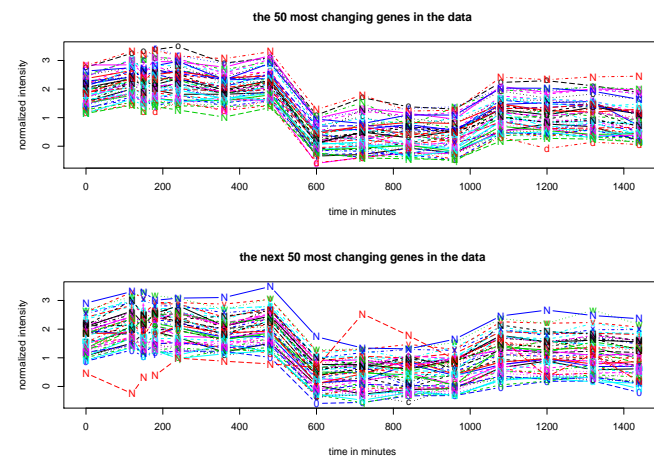 the 50 most changing genes in the data
normalized intensity
3
2
1
0
0 200 400 600 800 1000 1200 1400
time in minutes
the next 50 most changing genes in the data
normalized intensity
3
2
1
0
0 200 400 600 800 1000 1200 1400
time in minutes